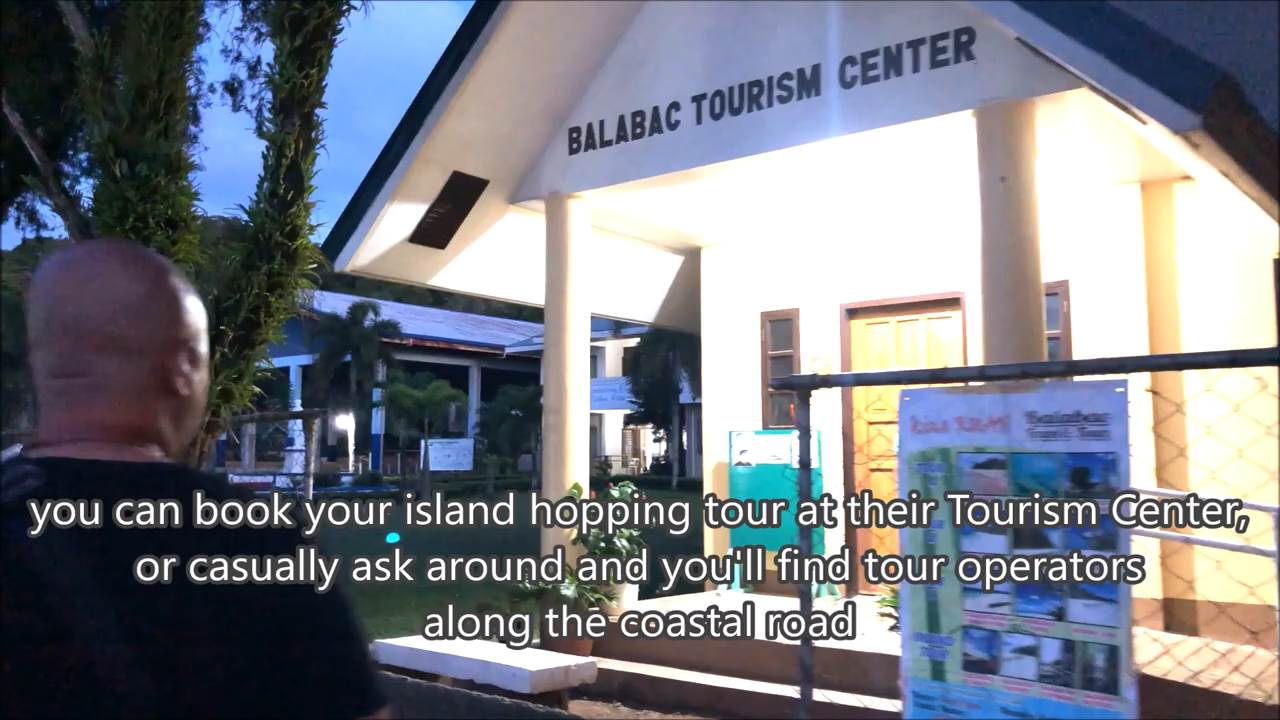 BALABAC TOURISM CENTER
Balabac
you can book your island hopping tour at their Tourism Center,
or casually ask around and you'll find tour operators
along the coastal road